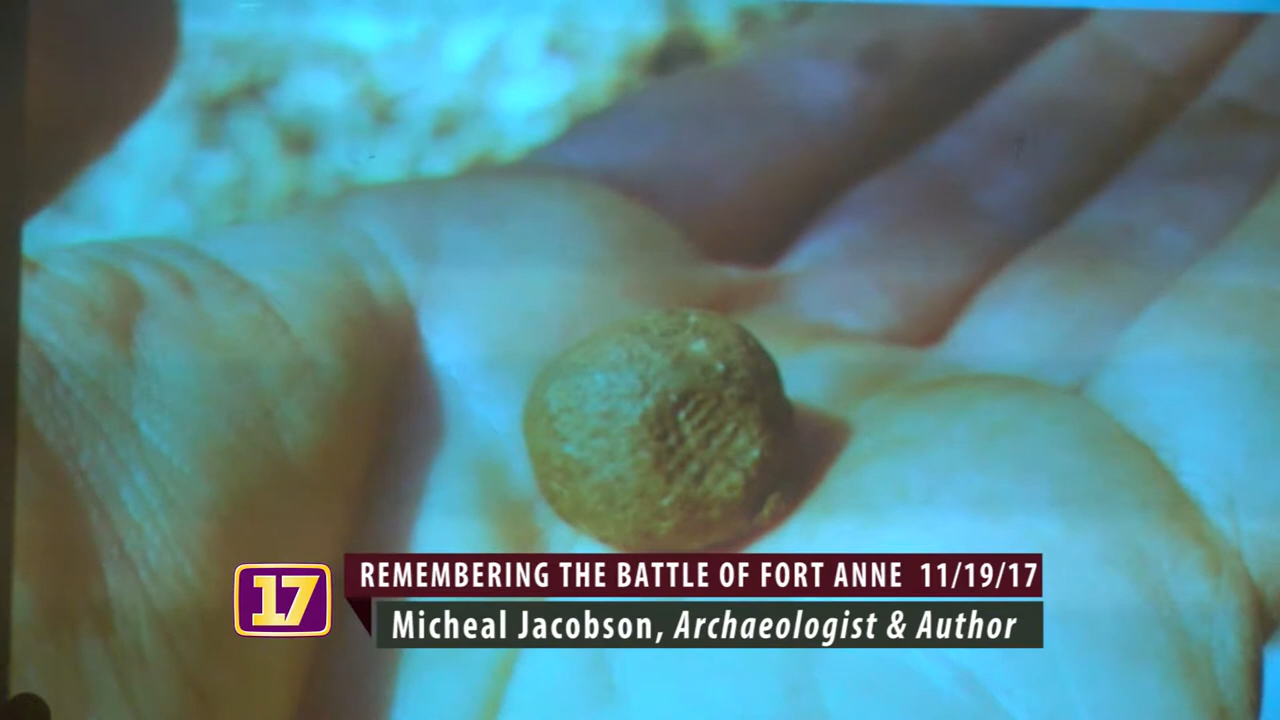 17
REMEMBERING THE BATTLE OF FORT ANNE 11/19/17
Micheal Jacobson, Archaeologist & Author